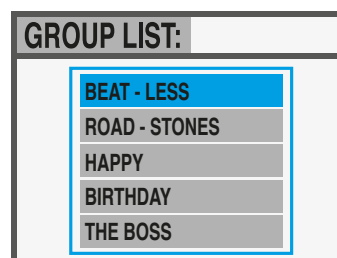 GROUP LIST:
BEAT - LESS
ROAD - STONES
HAPPY
BIRTHDAY
THE BOSS